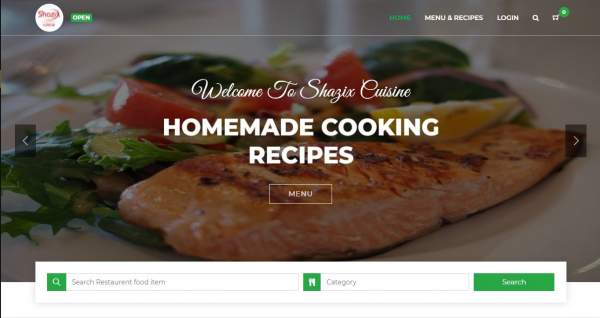 Shazix
OPEN
HOME
MENU & RECIPES
LOGIN
0
Welcome To Shazix Cuisine
HOMEMADE COOKING
RECIPES
MENU
Search Restaurent food item
Category
Search